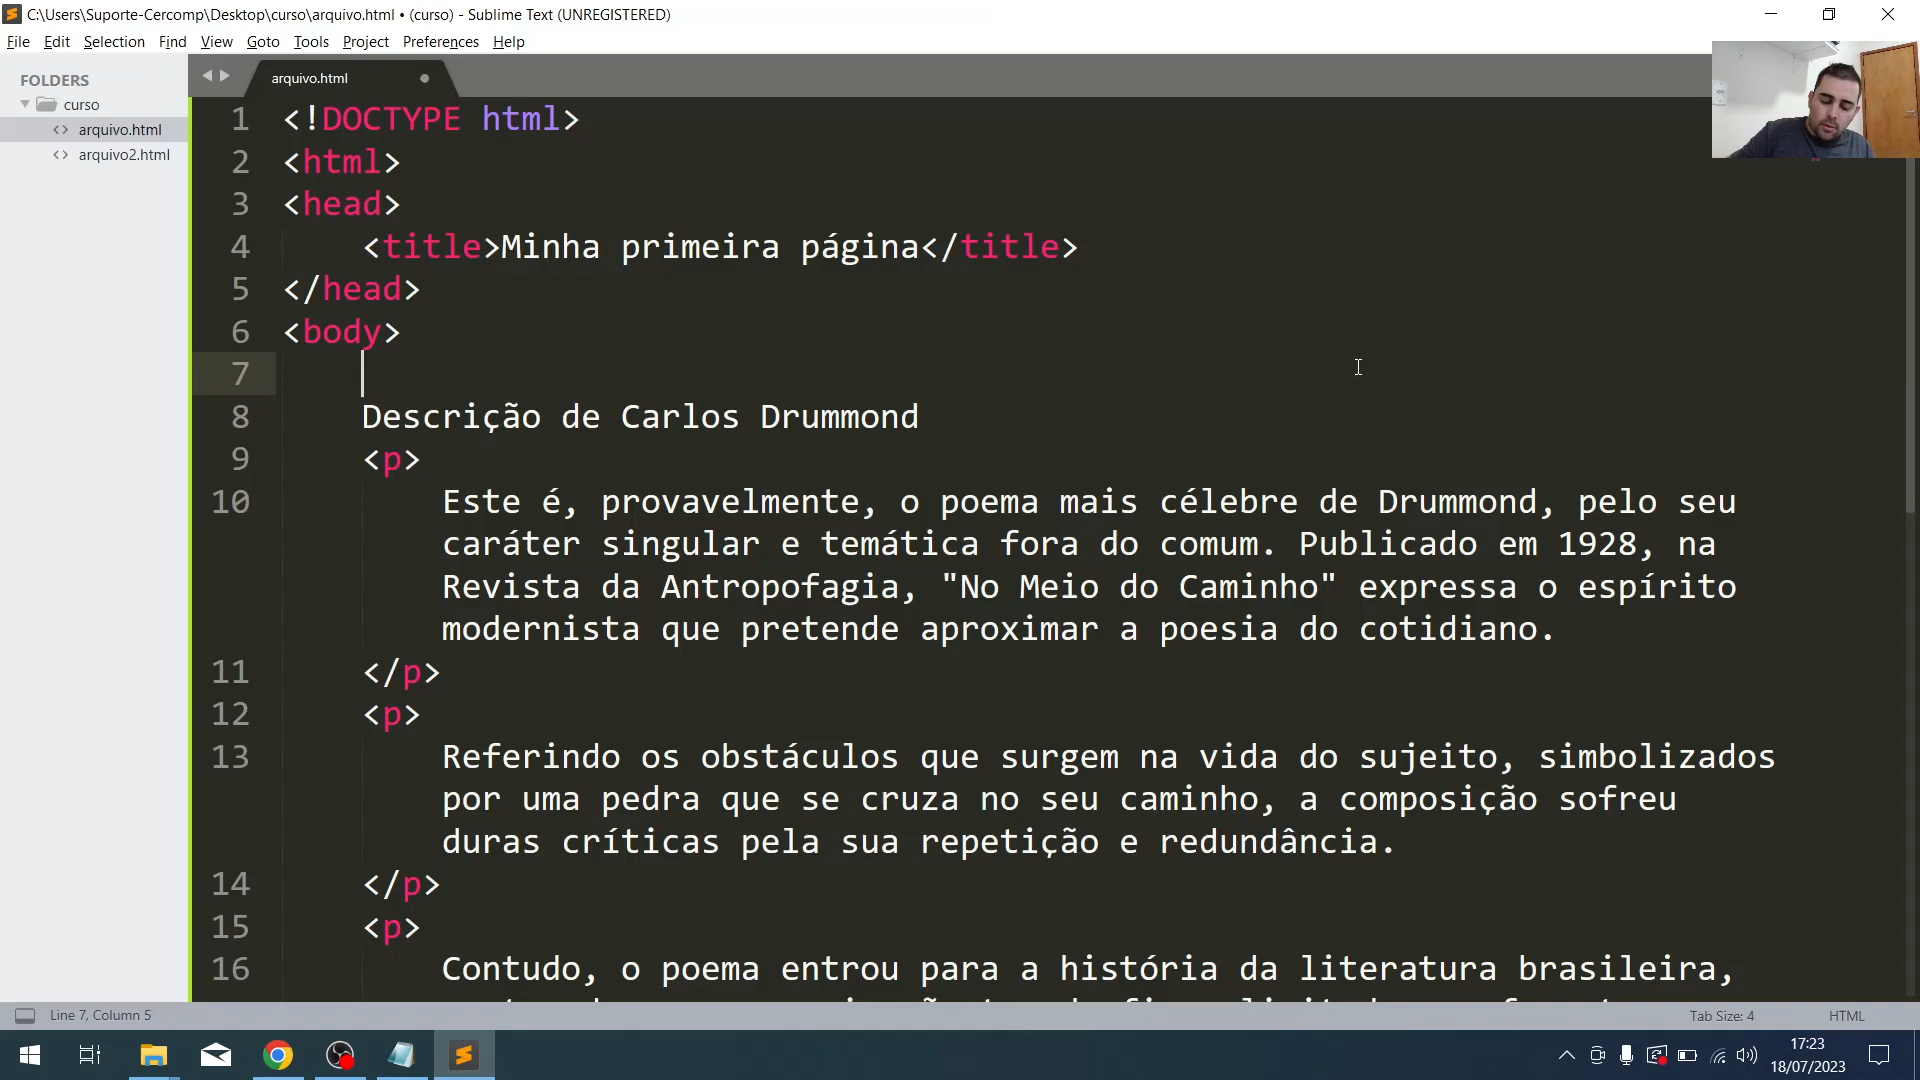 C:\Users\Suporte-Cercomp\Desktop\curso\arquivo.html • (curso) - Sublime Text (UNREGISTERED)
File Edit Selection Find View Goto Tools Project Preferences Help
FOLDERS
curso
<> arquivo.html
<> arquivo2.html
arquivo.html
1 <!DOCTYPE html>
2 <html>
3 <head>
4 <title>Minha primeira página</title>
5 </head>
6 <body>
7
8 Descrição de Carlos Drummond
9 <p>
10 Este é, provavelmente, o poema mais célebre de Drummond, pelo seu
caráter singular e temática fora do comum. Publicado em 1928, na
Revista da Antropofagia, "No Meio do Caminho" expressa o espírito
modernista que pretende aproximar a poesia do cotidiano.
11 </p>
12 <p>
13 Referindo os obstáculos que surgem na vida do sujeito, simbolizados
por uma pedra que se cruza no seu caminho, a composição sofreu
duras críticas pela sua repetição e redundância.
14 </p>
15 <p>
16 Contudo, o poema entrou para a história da literatura brasileira,
Line 7, Column 5
Tab Size: 4
HTML
17:23
18/07/2023